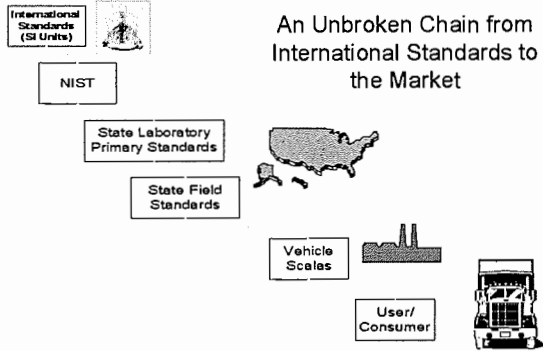 International
Standards
(SI Units)
An Unbroken Chain from
International Standards to
the Market
NIST
State Laboratory
Primary Standards
State Field
Standards
Vehicle
Scales
User/
Consumer